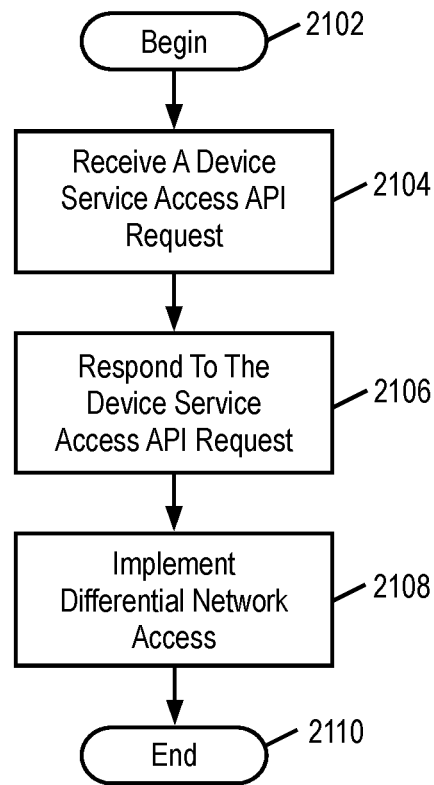 Begin
2102
Receive A Device
Service Access API
Request
2104
Respond To The
Device Service
Access API Request
2106
Implement
Differential Network
Access
2108
End
2110